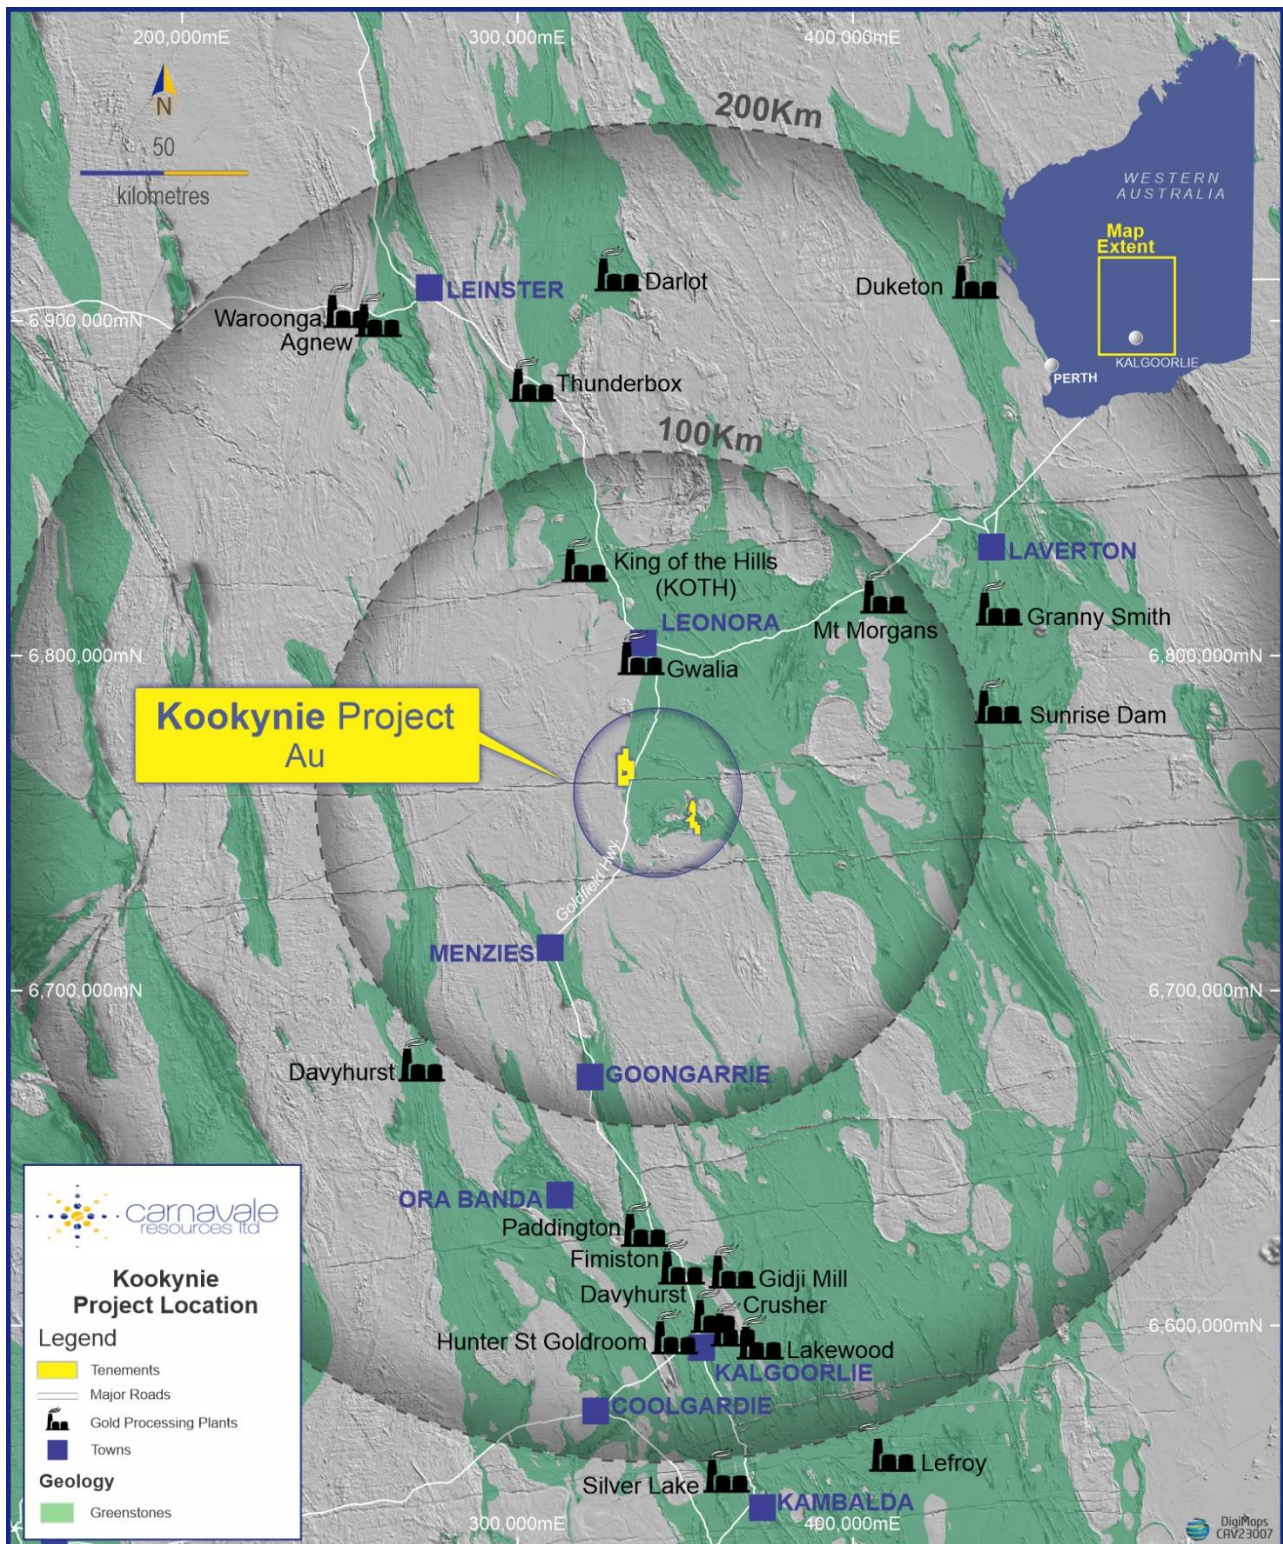 200,000mE
300,000mE
400,000mE
N
50
kilometres
200Km
WESTERN
AUSTRALIA
Map
Extent
KALGOORLIE
PERTH
LEINSTER
Darlot
Duketon
Waroonga
Agnew
6,900,000mN
Thunderbox
100Km
King of the Hills
(KOTH)
LAVERTON
LEONORA
Mt Morgans
Granny Smith
6,800,000mN
6,800,000mN
Gwalia
Kookynie Project
Au
Sunrise Dam
Goldfield Hwy
MENZIES
6,700,000mN
6,700,000mN
Davyhurst
GOONGARRIE
ORA BANDA
Paddington
Fimiston
Gidji Mill
Davyhurst
Crusher
Hunter St Goldroom
Lakewood
6,600,000mN
KALGOORLIE
COOLGARDIE
Lefroy
Silver Lake
KAMBALDA
300,000mE
400,000mE
carnavale
resources ltd
Kookynie
Project Location
Legend
Tenements
Major Roads
Gold Processing Plants
Towns
Geology
Greenstones
DigiMaps
CAV23007